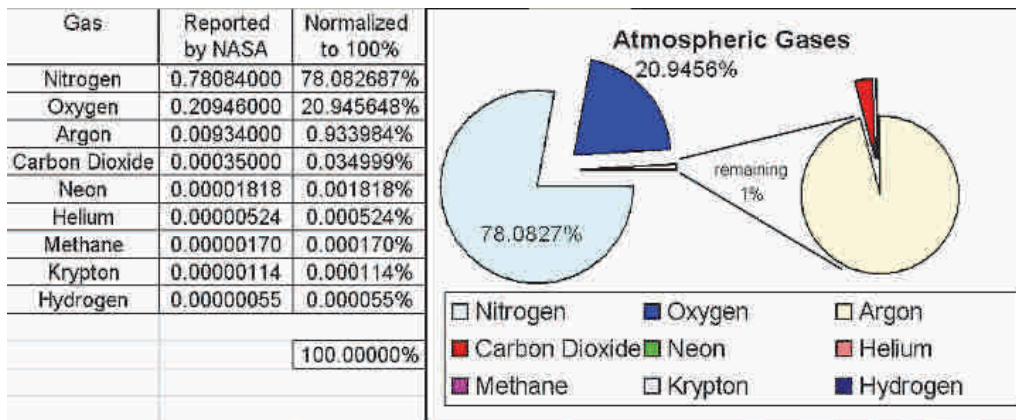 Gas Reported by NASA Normalized to 100%
Nitrogen 0.78084000 78.082687%
Oxygen 0.20946000 20.945648%
Argon 0.00934000 0.933984%
Carbon Dioxide 0.00035000 0.034999%
Neon 0.00001818 0.001818%
Helium 0.00000524 0.000524%
Methane 0.00000170 0.000170%
Krypton 0.00000114 0.000114%
Hydrogen 0.00000055 0.000055%
100.00000%
Atmospheric Gases
20.9456%
remaining
1%
78.0827%
Nitrogen Oxygen Argon
Carbon Dioxide Neon Helium
Methane Krypton Hydrogen